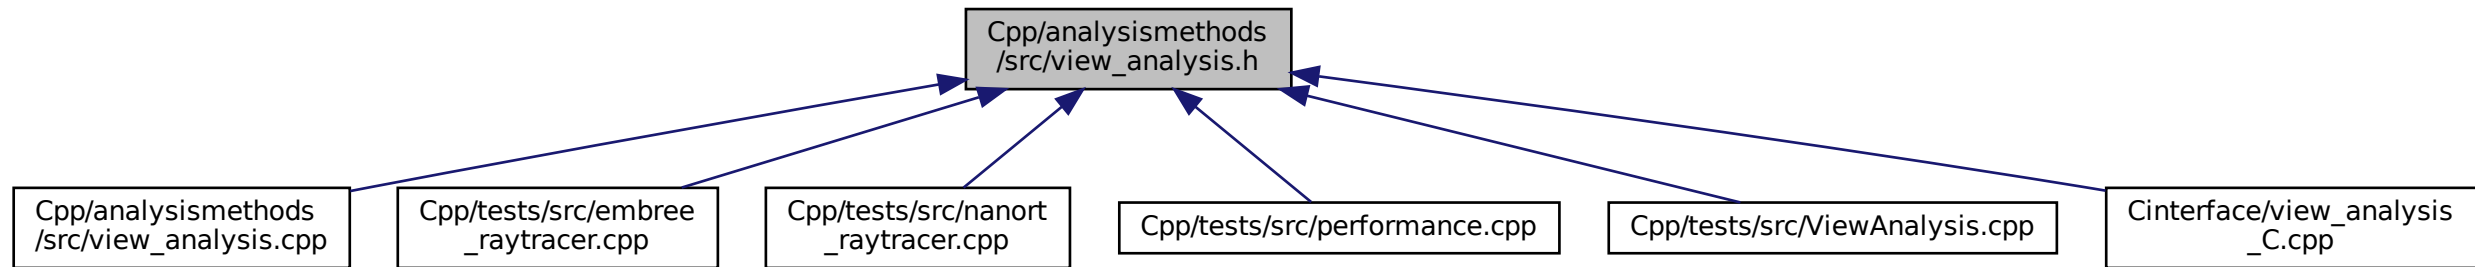 Cpp/analysismethods
/src/view_analysis.h
Cpp/analysismethods
/src/view_analysis.cpp
Cpp/tests/src/embree
_raytracer.cpp
Cpp/tests/src/nanort
_raytracer.cpp
Cpp/tests/src/performance.cpp
Cpp/tests/src/ViewAnalysis.cpp
Cinterface/view_analysis
_C.cpp